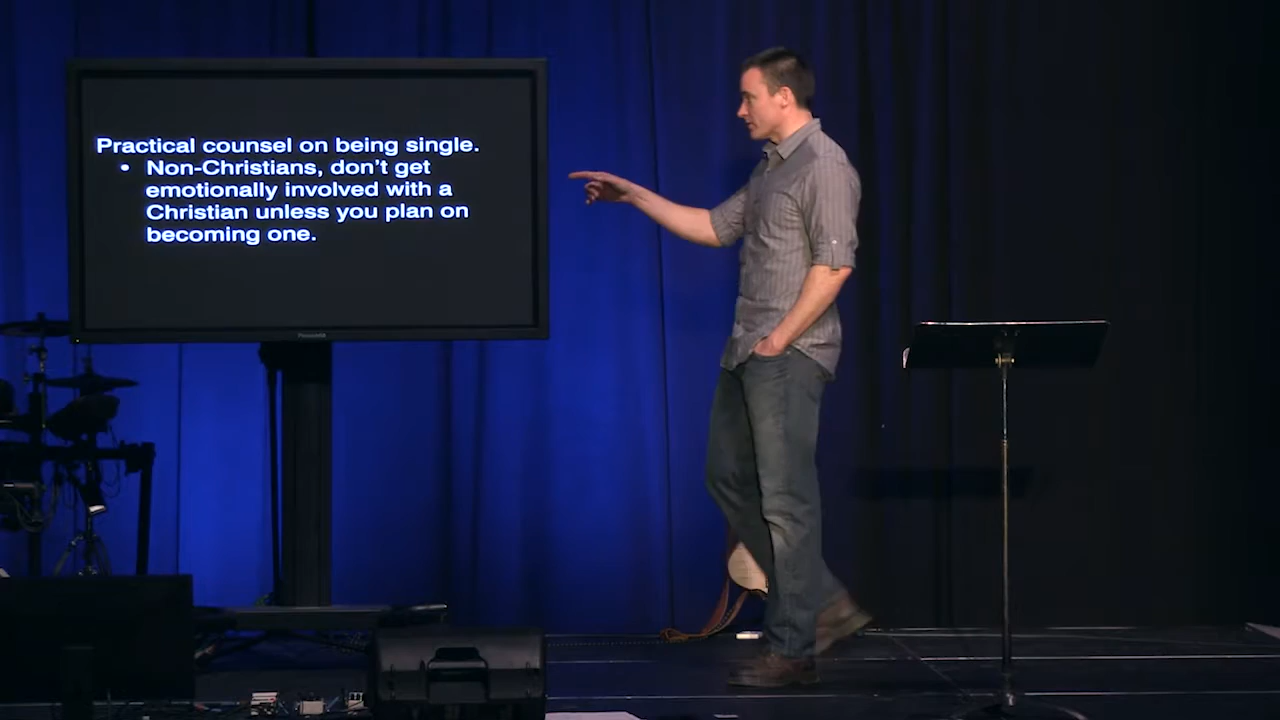 Practical counsel on being single.
• Non-Christians, don't get
emotionally involved with a
Christian unless you plan on
becoming one.
Panasonic